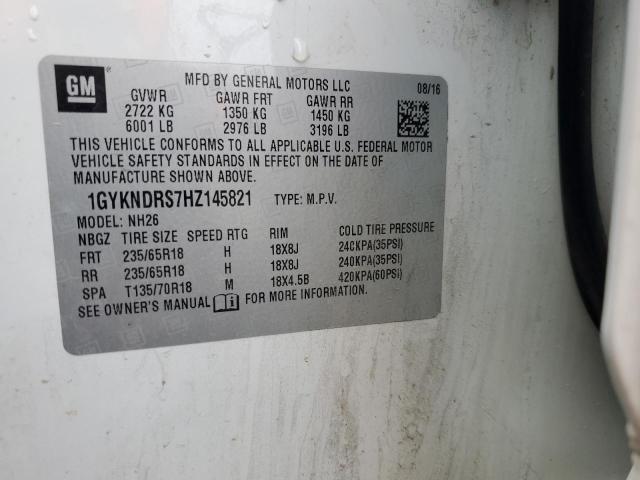 GM
MFD BY GENERAL MOTORS LLC
08/16
GVWR GAWR FRT GAWR RR
2722 KG 1350 KG 1450 KG
6001 LB 2976 LB 3196 LB
THIS VEHICLE CONFORMS TO ALL APPLICABLE U.S. FEDERAL MOTOR
VEHICLE SAFETY STANDARDS IN EFFECT ON THE DATE OF
MANUFACTURE SHOWN ABOVE.
1GYKNDRS7HZ145821 TYPE: M.P.V.
MODEL: NH26
NBGZ TIRE SIZE SPEED RTG RIM COLD TIRE PRESSURE
FRT 235/65R18 H 18X8J 240KPA(35PSI)
RR 235/65R18 H 18X8J 240KPA(35PSI)
SPA T135/70R18 M 18X4.5B 420KPA(60PSI)
SEE OWNER'S MANUAL FOR MORE INFORMATION.